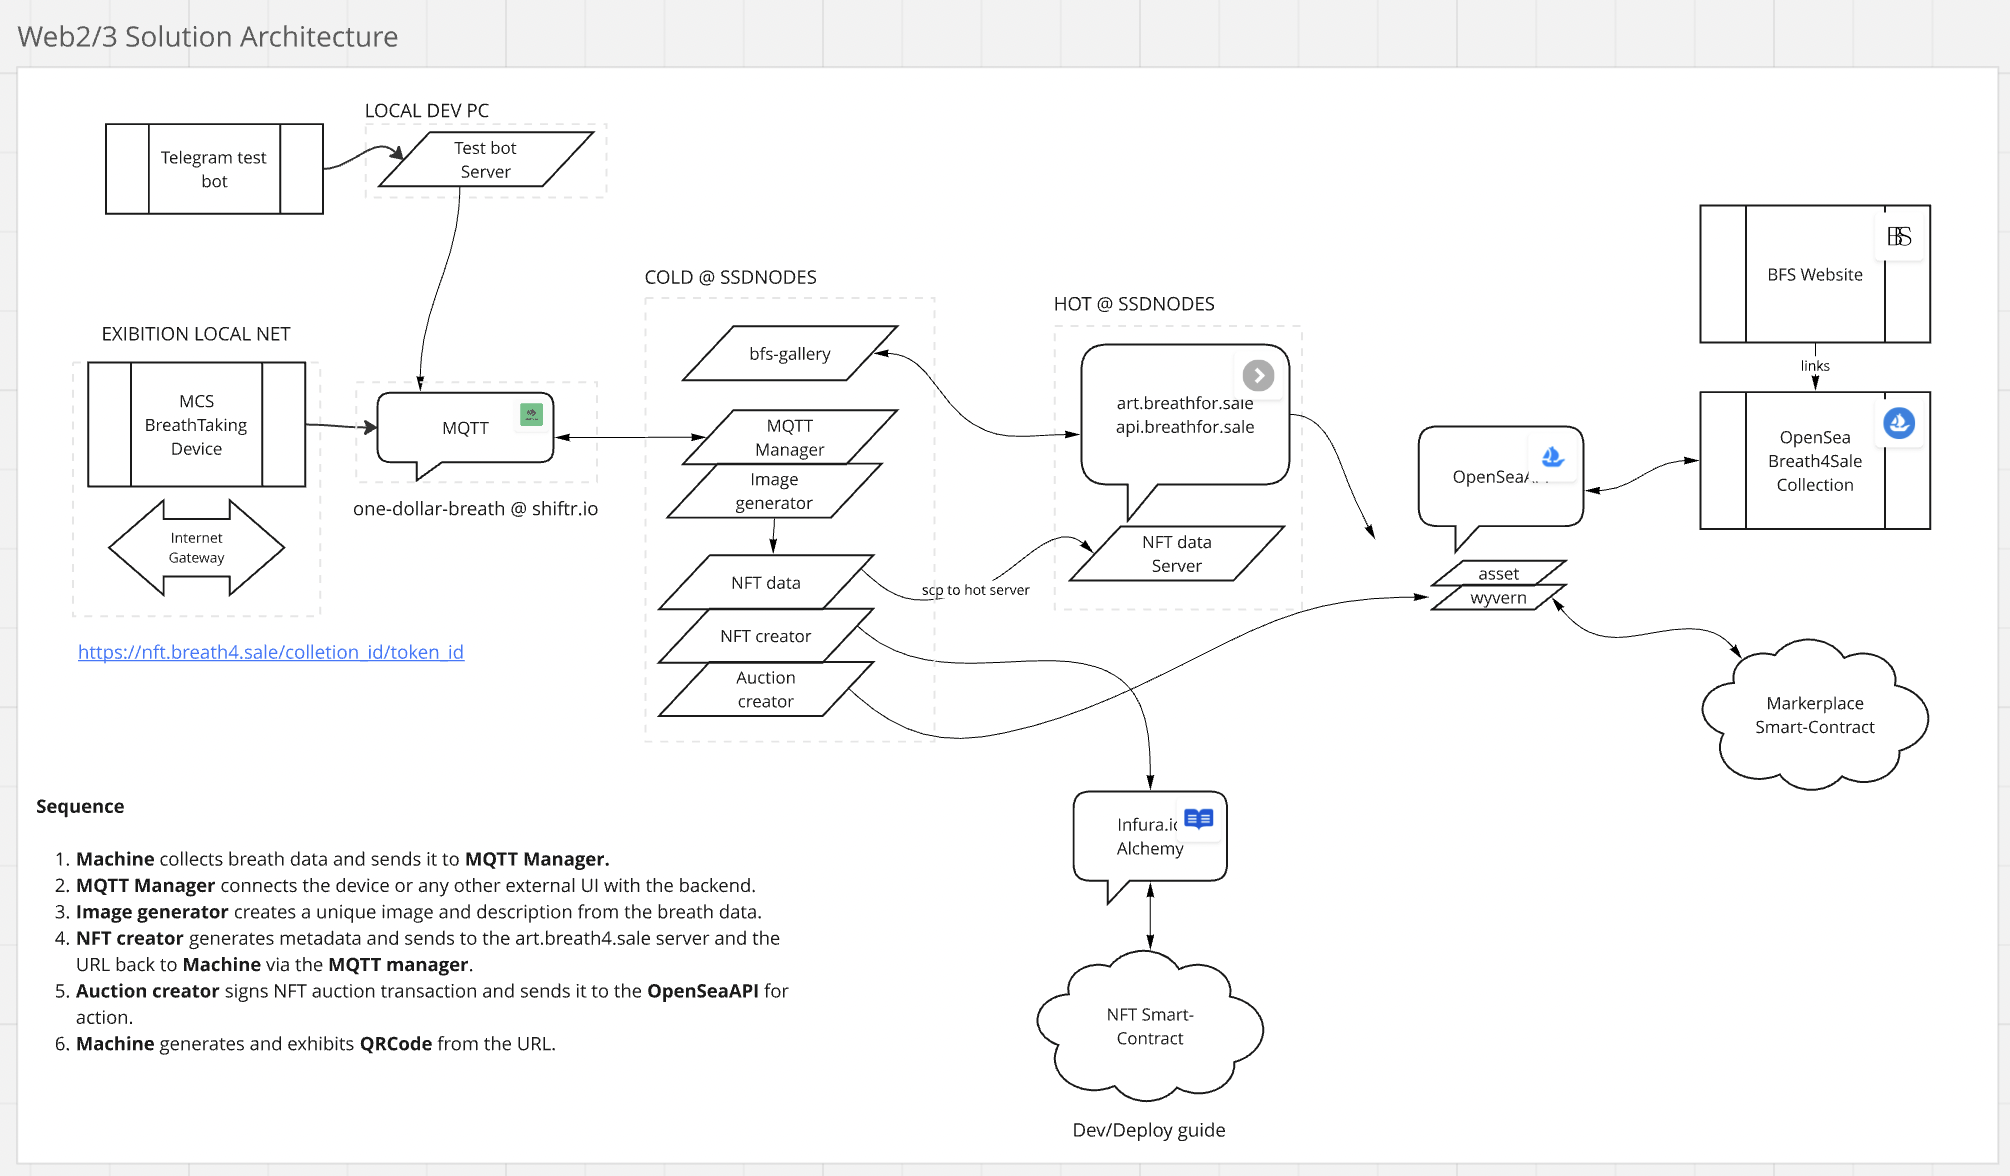 Web2/3 Solution Architecture
LOCAL DEV PC
Telegram test
bot
Test bot
Server
EXIBITION LOCAL NET
MCS
BreathTaking
Device
Internet
Gateway
MQTT
one-dollar-breath @ shiftr.io
https://nft.breath4.sale/colletion_id/token_id
COLD @ SSDNODES
bfs-gallery
MQTT
Manager
Image
generator
NFT data
NFT creator
Auction
creator
scp to hot server
HOT @ SSDNODES
art.breathfor.sale
api.breathfor.sale
NFT data
Server
OpenSeaA
asset
wyvern
BS
BFS Website
links
OpenSea
Breath4Sale
Collection
Markerplace
Smart-Contract
Infura.io
Alchemy
NFT Smart-
Contract
Dev/Deploy guide
Sequence
1. Machine collects breath data and sends it to MQTT Manager.
2. MQTT Manager connects the device or any other external UI with the backend.
3. Image generator creates a unique image and description from the breath data.
4. NFT creator generates metadata and sends to the art.breath4.sale server and the
URL back to Machine via the MQTT manager.
5. Auction creator signs NFT auction transaction and sends it to the OpenSeaAPI for
action.
6. Machine generates and exhibits QRCode from the URL.